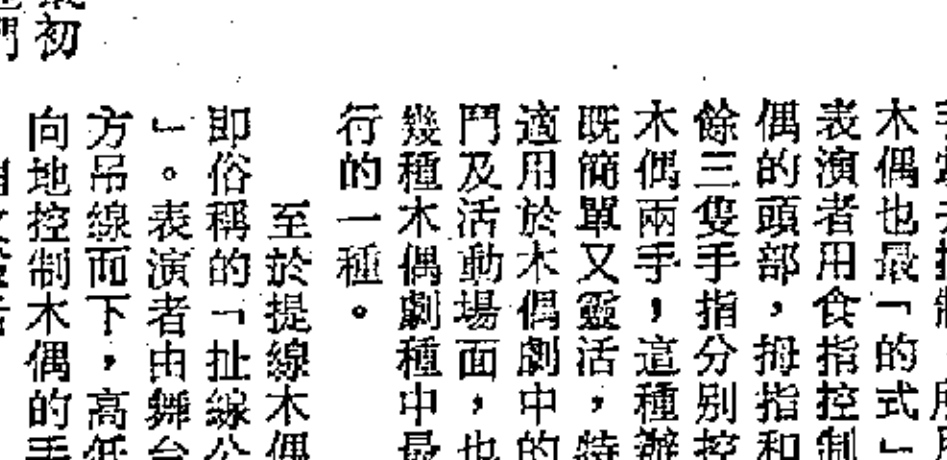 木偶也最「的式」
表演者用食指控制
偶的頭部，拇指和
餘三隻手指分別控
木偶兩手，這種辦
既簡單又靈活，特
適用於木偶劇中的
鬥及活動場面，也
幾種木偶劇種中最
行的一種。
至於提線木偶
即俗稱的「扯線公
」。表演者由舞台
方吊線而下，高低
向地控制木偶的手
初